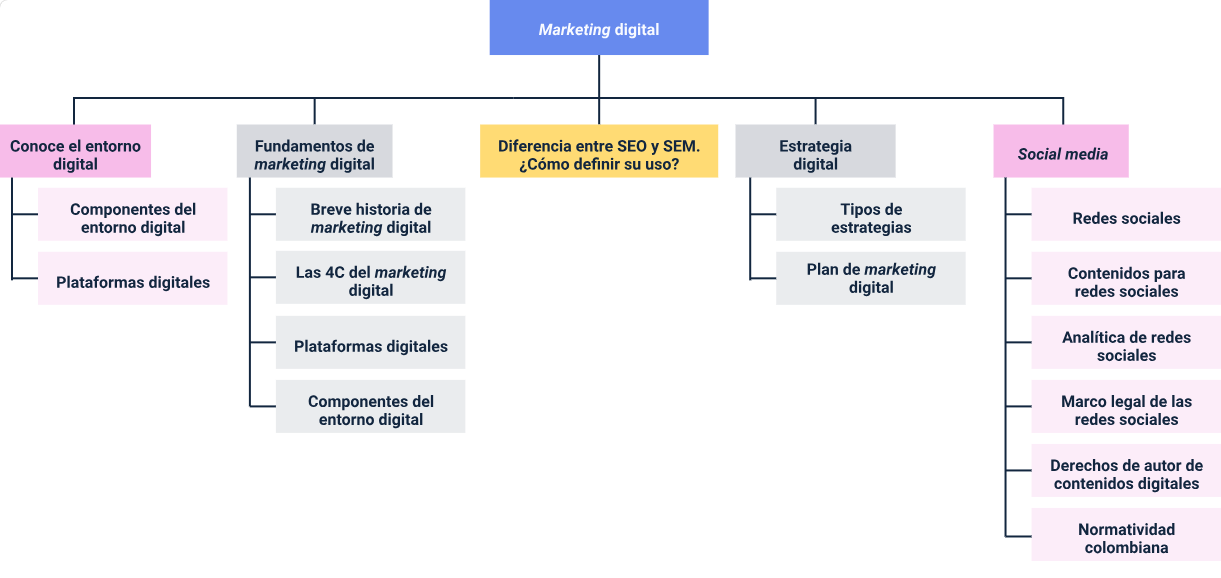 Marketing digital
Conoce el entorno
digital
Componentes del
entorno digital
Plataformas digitales
Fundamentos de
marketing digital
Breve historia de
marketing digital
Las 4C del marketing
digital
Plataformas digitales
Componentes del
entorno digital
Diferencia entre SEO y SEM.
¿Cómo definir su uso?
Estrategia
digital
Tipos de
estrategias
Plan de marketing
digital
Social media
Redes sociales
Contenidos para
redes sociales
Analítica de redes
sociales
Marco legal de las
redes sociales
Derechos de autor de
contenidos digitales
Normatividad
colombiana